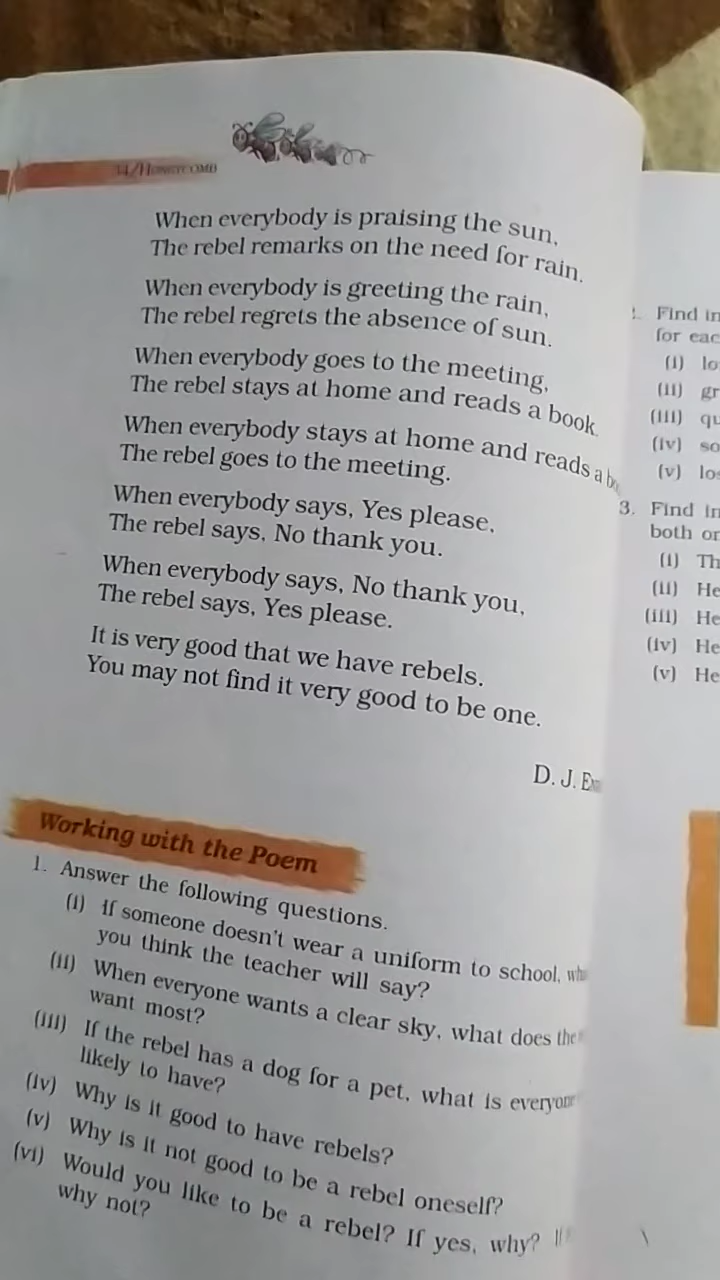 34/HONEYCOMB
When everybody is praising the sun,
The rebel remarks on the need for rain.
When everybody is greeting the rain,
The rebel regrets the absence of sun.
When everybody goes to the meeting,
The rebel stays at home and reads a book.
When everybody stays at home and reads a
The rebel goes to the meeting.
When everybody says, Yes please,
The rebel says, No thank you.
When everybody says, No thank you,
The rebel says, Yes please.
It is very good that we have rebels.
You may not find it very good to be one.
D. J.
Working with the Poem
1. Answer the following questions.
(i) If someone doesn't wear a uniform to school,
you think the teacher will say?
(ii) When everyone wants a clear sky, what does the
want most?
(iii) If the rebel has a dog for a pet, what is everyone
likely to have?
(iv) Why is it good to have rebels?
(v) Why is it not good to be a rebel oneself?
(vi) Would you like to be a rebel? If yes, why?
why not?
Find in
for
(i)
(ii)
(iii)
(iv)
(v)
3. Find in
both
(i)
(ii) He
(iii) He
(iv) He
(v) He